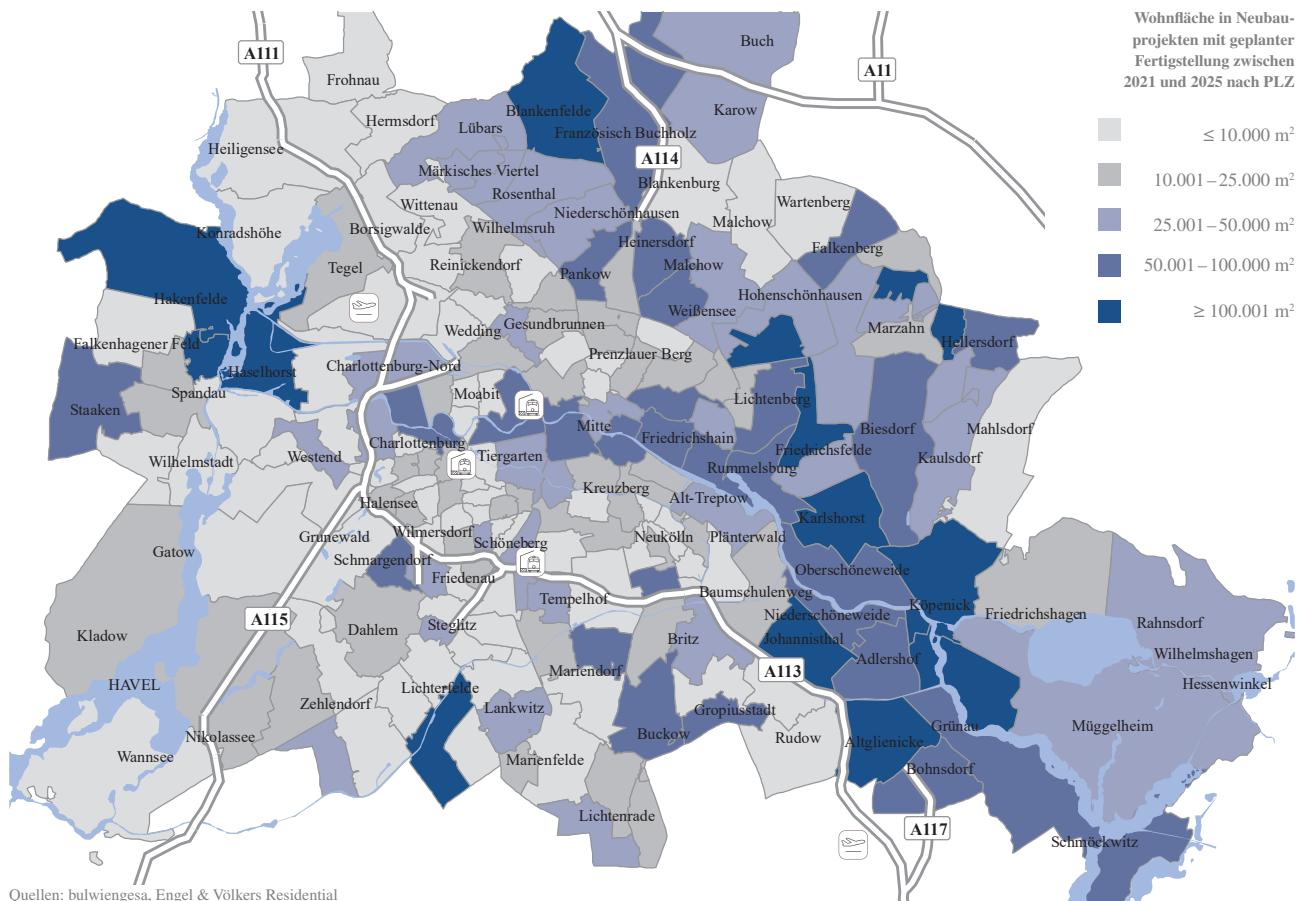 Wohnfläche in Neubau-
projekten mit geplanter
Fertigstellung zwischen
2021 und 2025 nach PLZ
≤ 10.000 m²
10.001–25.000 m²
25.001–50.000 m²
50.001–100.000 m²
≥ 100.001 m²
A111
Buch
A11
Frohnau
Karow
Blankenfelde
Hermsdorf
Lübars
Französisch Buchholz
Heiligensee
A114
Märkisches Viertel
Blankenburg
Rosenthal
Wittenau
Wartenberg
Niederschönhausen
Malchow
Borsigwalde
Wilhelmsruh
Konradshöhe
Heinersdorf
Falkenberg
Tegel
Reinickendorf
Pankow
Malchow
Hakenfelde
Hohenschönhausen
Weißensee
Gesundbrunnen
Wedding
Marzahn
Falkenhagener Feld
Hellersdorf
Prenzlauer Berg
Haselhorst
Charlottenburg-Nord
Spandau
Moabit
Lichtenberg
Staaken
Mitte
Biesdorf
Mahlsdorf
Charlottenburg
Friedrichshain
Friedrichsfelde
Westend
Tiergarten
Kaulsdorf
Wilhelmstadt
Rummelsburg
Kreuzberg
Alt-Treptow
Halensee
Karlshorst
Wilmersdorf
Grunewald
Neukölln
Plänterwald
Schöneberg
Gatow
Schmargendorf
Oberschöneweide
Friedenau
Baumschulenweg
Tempelhof
Köpenick
A115
Niederschöneweide
Friedrichshagen
Steglitz
Rahnsdorf
Kladow
Dahlem
Britz
Johannisthal
Wilhelmshagen
Adlershof
Mariendorf
A113
HAVEL
Lichterfelde
Hessenwinkel
Zehlendorf
Lankwitz
Gropiusstadt
Grünau
Müggelheim
Nikolassee
Buckow
Rudow
Altglienicke
Wannsee
Marienfelde
Bohnsdorf
Lichtenrade
A117
Schmöckwitz
Quellen: bulwiengesa, Engel & Völkers Residential